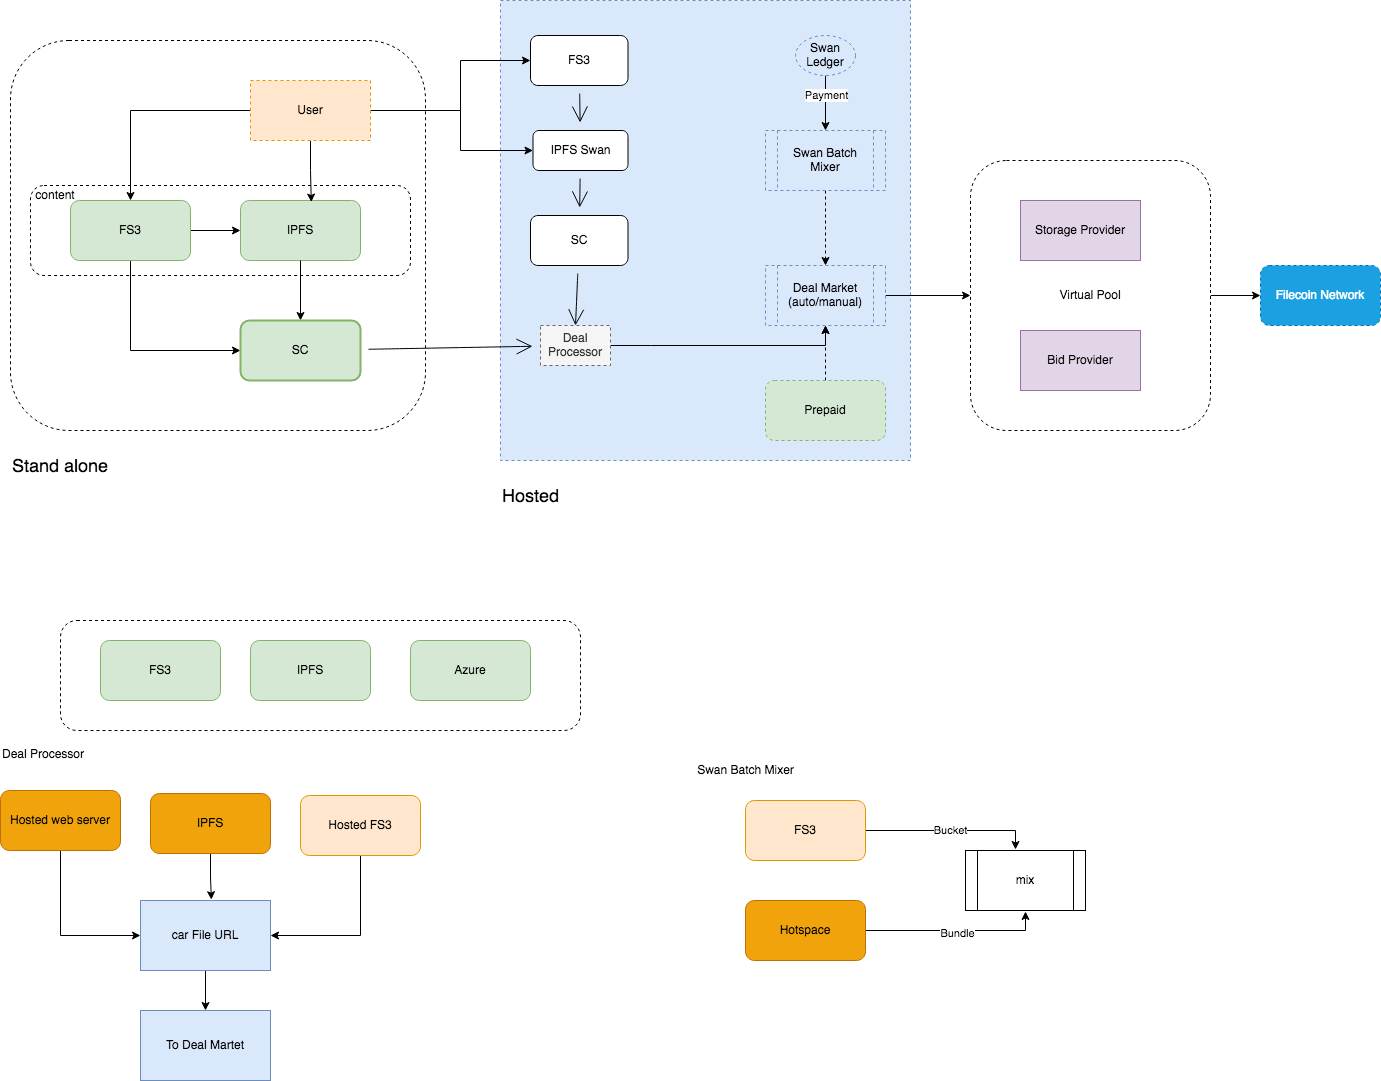 User
content
FS3
IPFS
SC
Stand alone
FS3
IPFS Swan
SC
Deal
Processor
Swan
Ledger
Payment
Swan Batch
Mixer
Deal Market
(auto/manual)
Prepaid
Hosted
Storage Provider
Virtual Pool
Bid Provider
Filecoin Network
FS3
IPFS
Azure
Deal Processor
Hosted web server
IPFS
Hosted FS3
car File URL
To Deal Martet
Swan Batch Mixer
FS3
Bucket
mix
Hotspace
Bundle